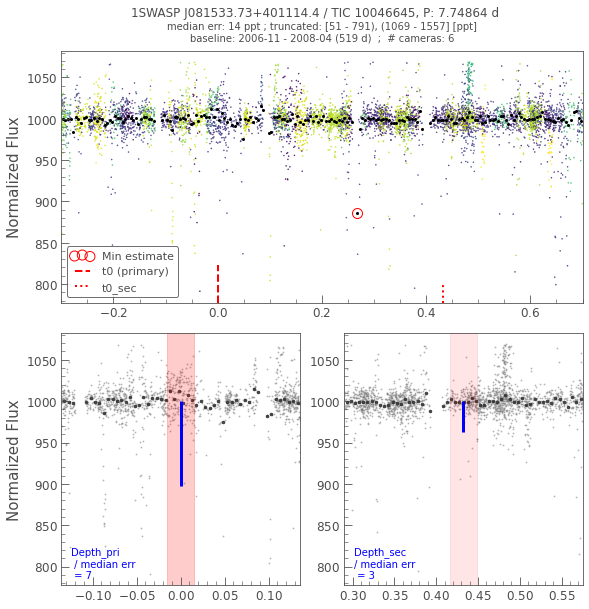 1SWASP J081533.73+401114.4 / TIC 10046645, P: 7.74864 d
median err: 14 ppt ; truncated: [51 - 791), (1069 - 1557] [ppt]
baseline: 2006-11 - 2008-04 (519 d)  ;  # cameras: 6
Normalized Flux
1050
1000
950
900
850
800
Min estimate
t0 (primary)
t0_sec
−0.2 0.0 0.2 0.4 0.6
Normalized Flux
1050
1000
950
900
850
800
Depth_pri
/ median err
= 7
−0.10 −0.05 0.00 0.05 0.10
1050
1000
950
900
850
800
Depth_sec
/ median err
= 3
0.30 0.35 0.40 0.45 0.50 0.55